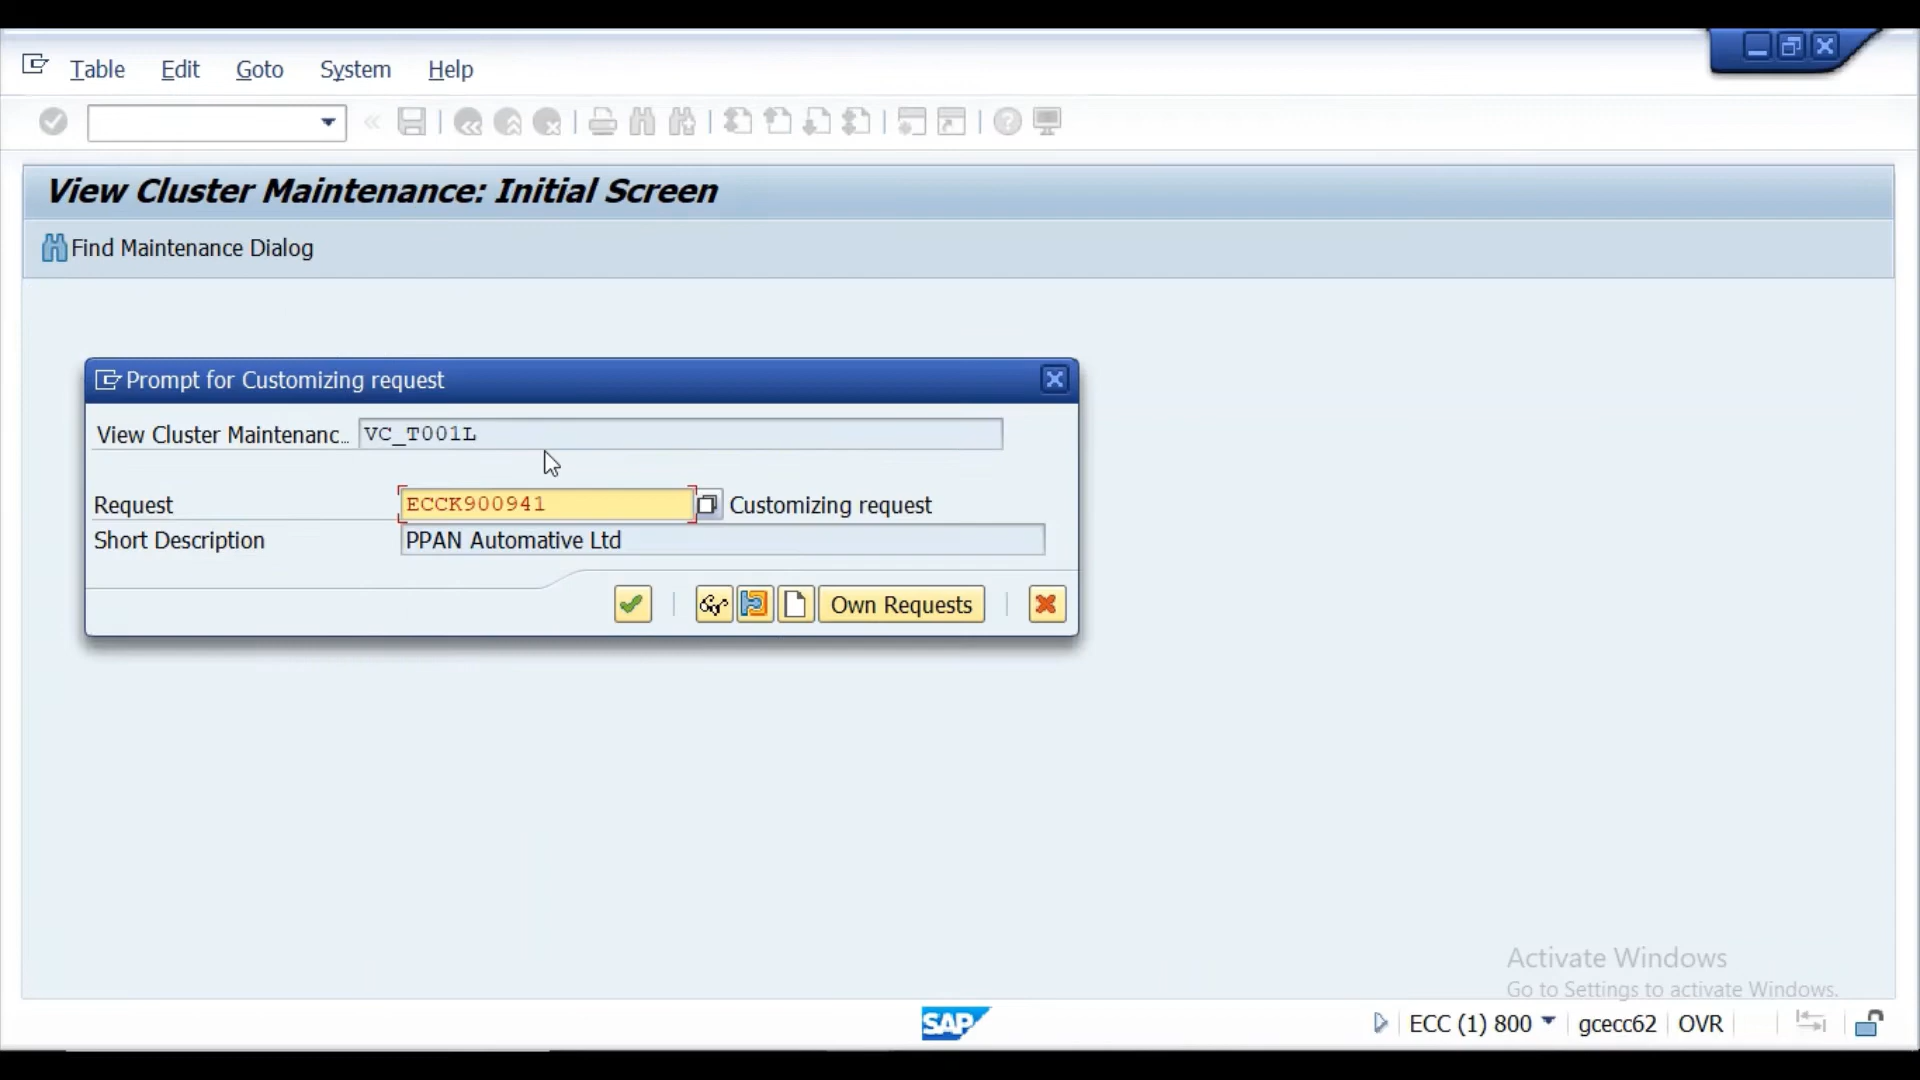 Table Edit Goto System Help
View Cluster Maintenance: Initial Screen
Find Maintenance Dialog
Prompt for Customizing request
View Cluster Maintenanc... VC_T001L
Request ECCK900941 Customizing request
Short Description PPAN Automative Ltd
Own Requests
Activate Windows
Go to Settings to activate Windows.
SAP ECC (1) 800 gcecc62 OVR